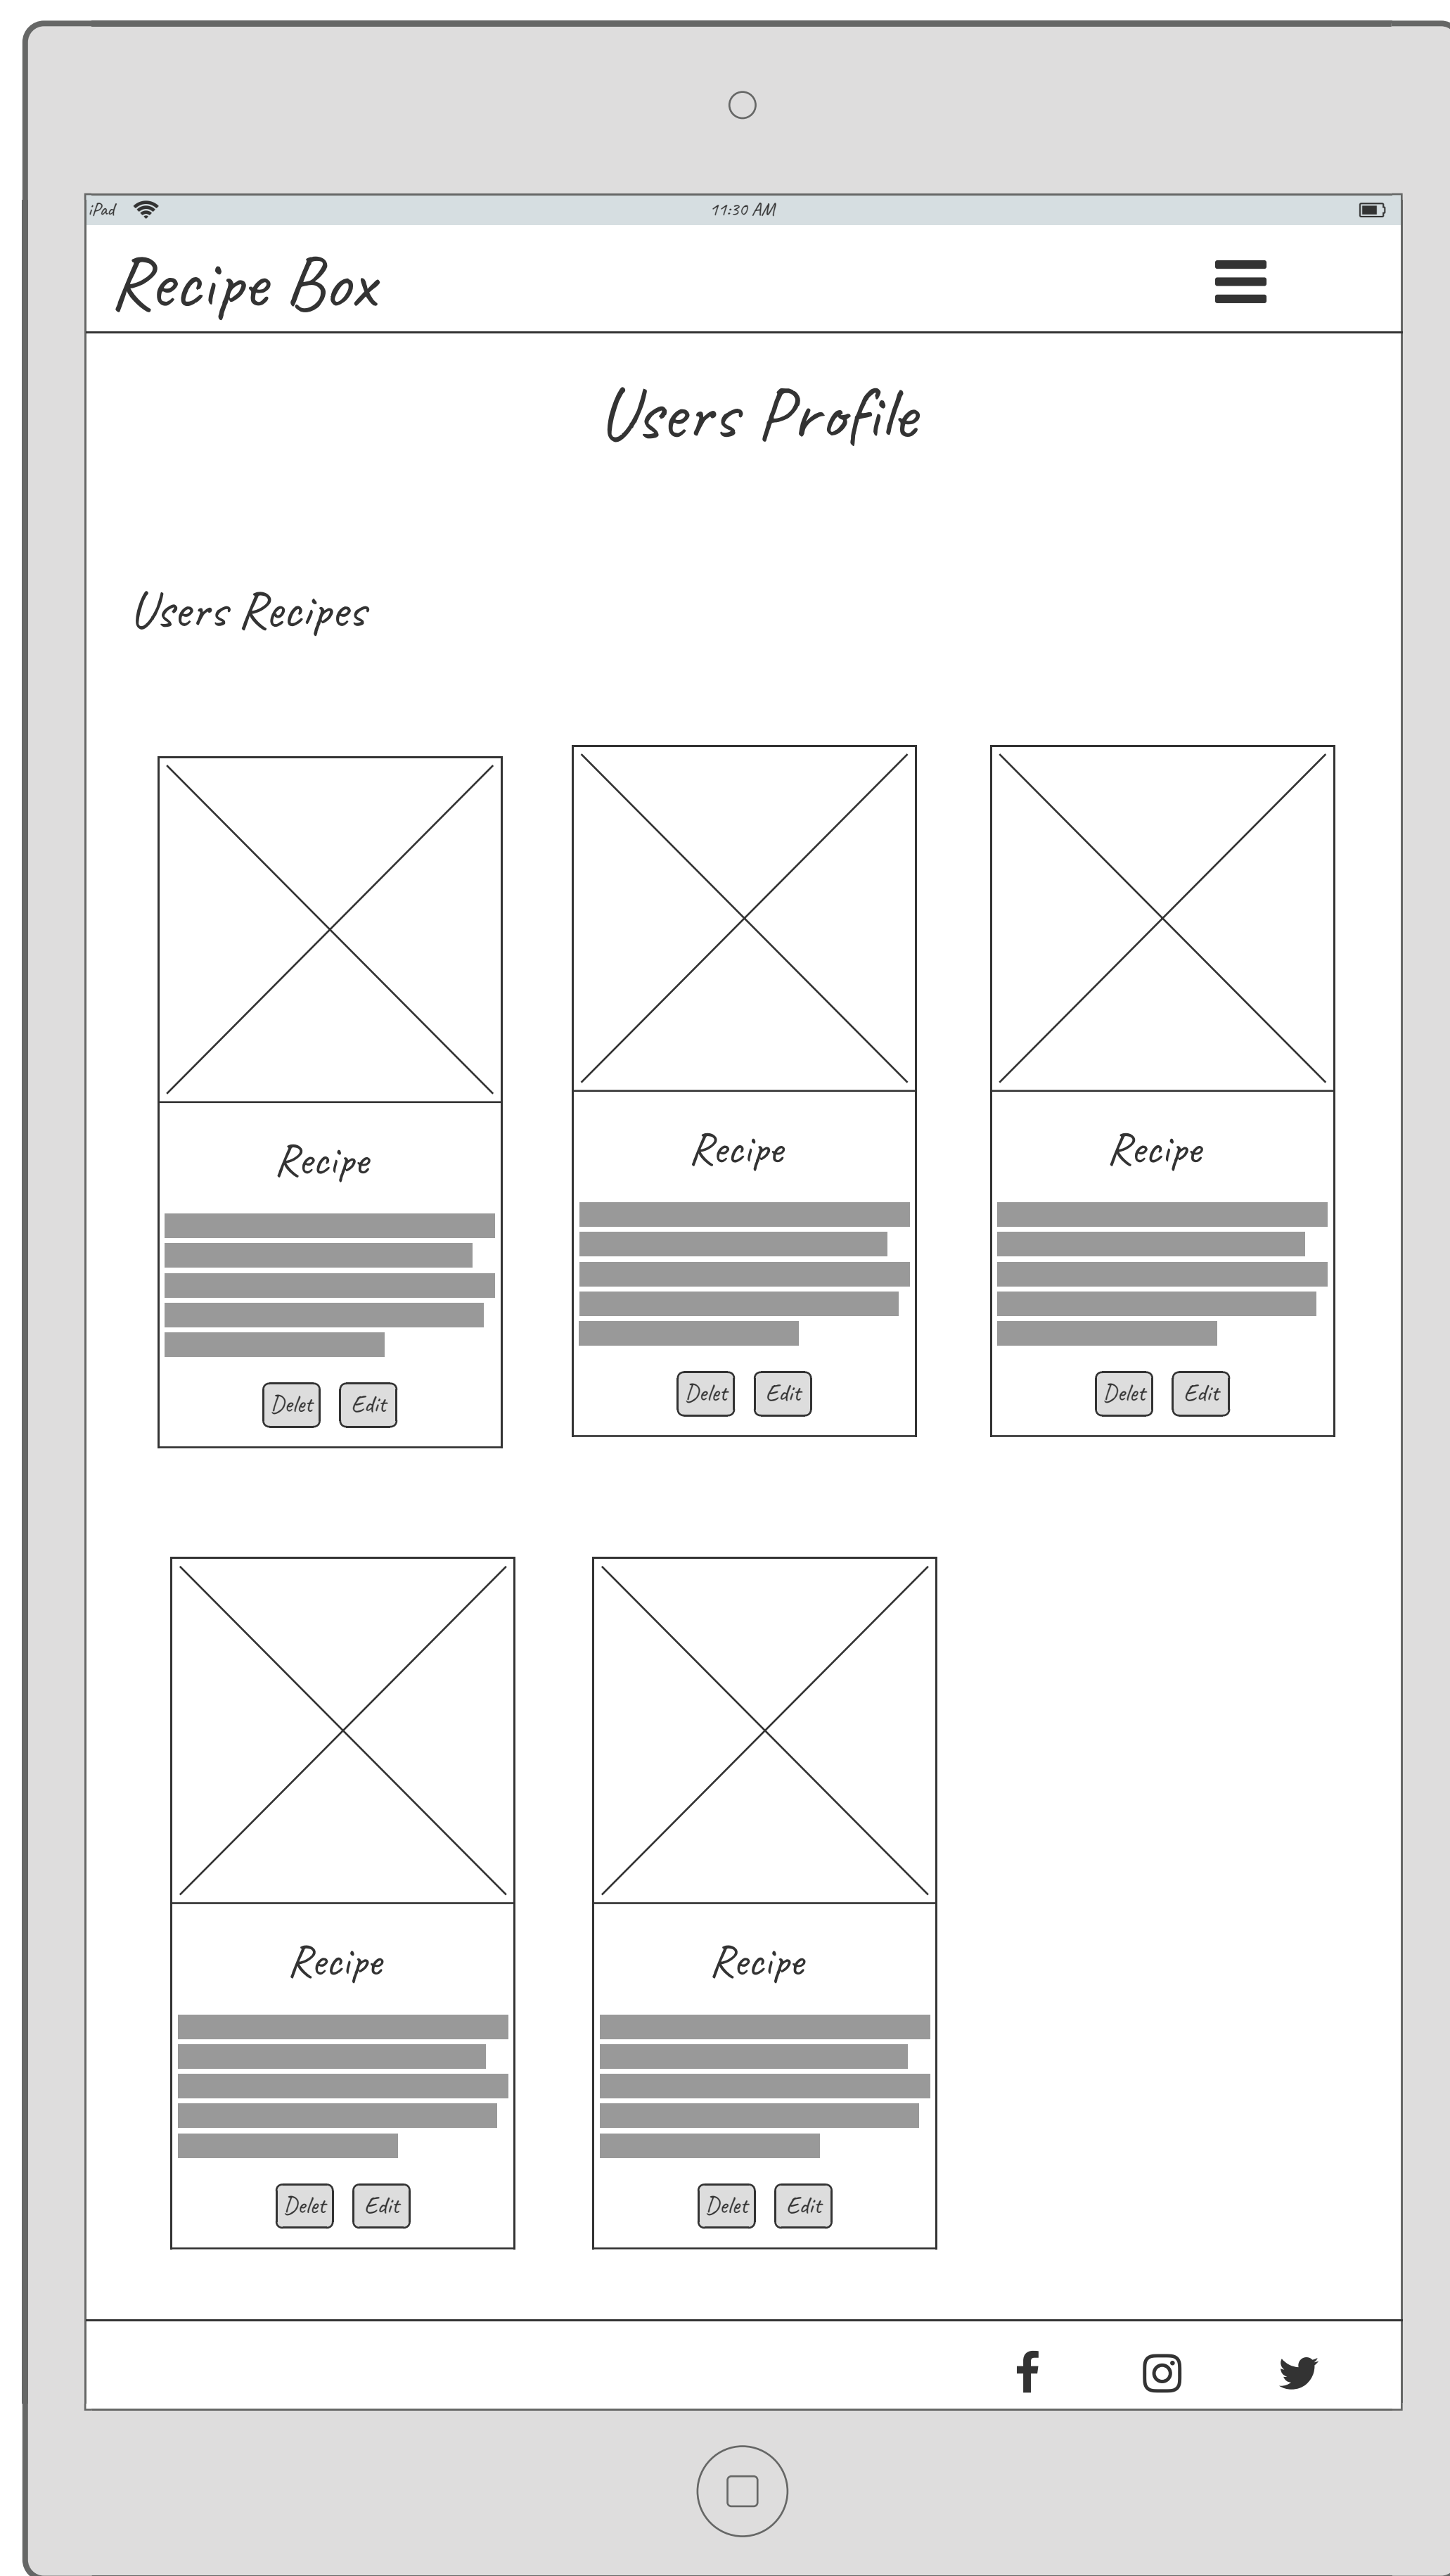 iPad 11:30 AM
Recipe Box
Users Profile
Users Recipes
Recipe Recipe Recipe
Delet Edit Delet Edit Delet Edit
Recipe Recipe
Delet Edit Delet Edit